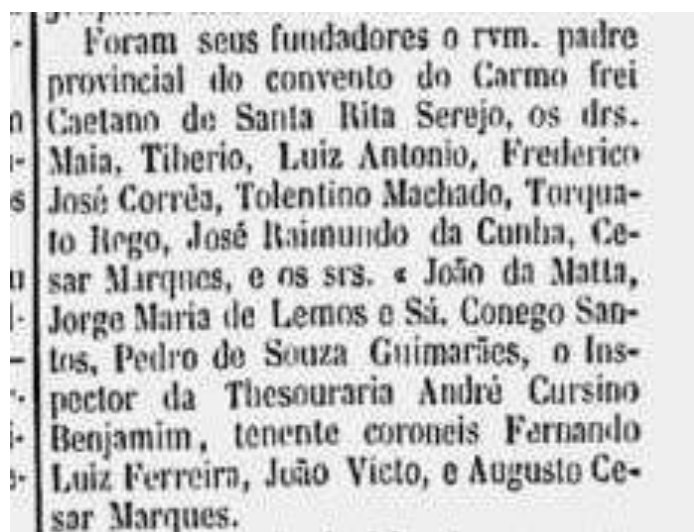 Foram seus fundadores o rvm. padre
provincial do convento do Carmo frei
Caetano de Santa Rita Serejo, os drs.
Maia, Tiberio, Luiz Antonio, Frederico
José Corrêa, Tolentino Machado, Torqua-
to Rego, José Raimundo da Cunha, Ce-
sar Marques, e os srs. « João da Matta,
Jorge Maria de Lemos e Sá. Conego San-
tos, Pedro de Souza Guimarães, o Ins-
pector da Thesouraria André Cursino
Benjamim, tenente coroneis Fernando
Luiz Ferreira, João Victo, e Augusto Ce-
sar Marques.